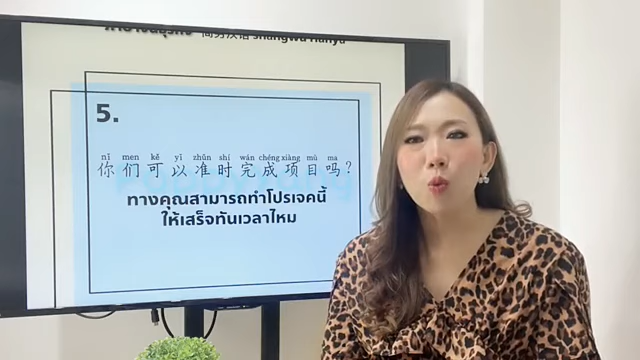 商务汉语 shāngwù hànyǔ
5.
nǐ men kě yǐ zhǔn shí wán chéng xiàng mù ma
你们可以准时完成项目吗？
ทางคุณสามารถทำโปรเจคนี้
ให้เสร็จทันเวลาไหม